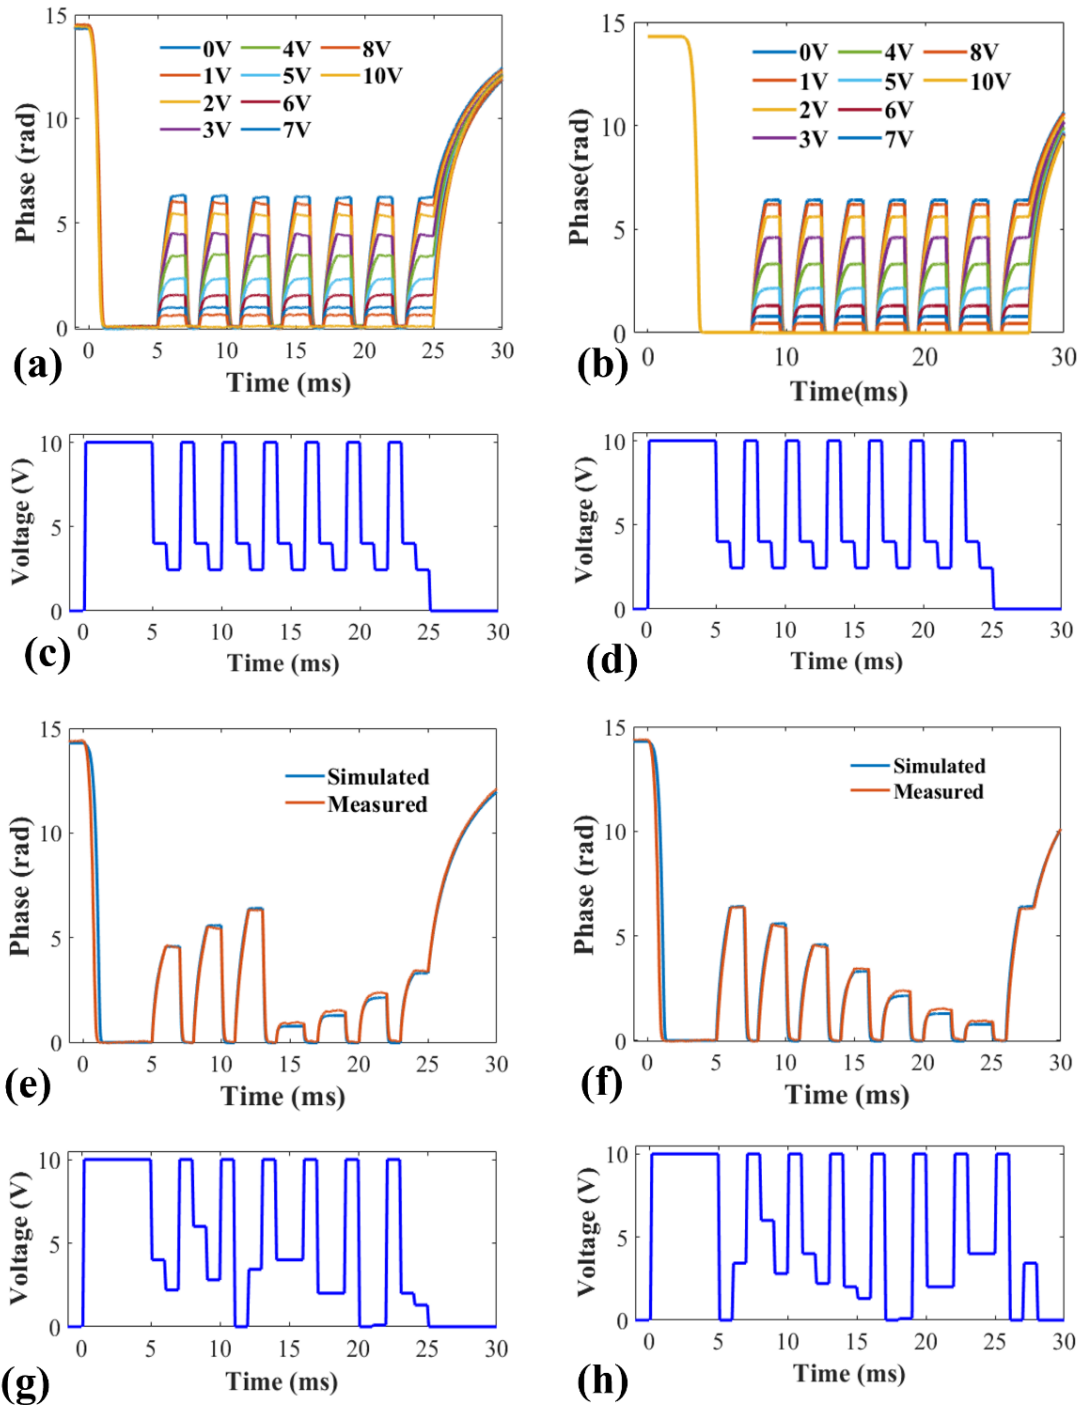 15
10
5
0
Phase (rad)
0V 4V 8V
1V 5V 10V
2V 6V
3V 7V
0 5 10 15 20 25 30
Time (ms)
(a)
15
10
5
0
Phase(rad)
0V 4V 8V
1V 5V 10V
2V 6V
3V 7V
0 10 20 30
Time(ms)
(b)
10
5
0
Voltage (V)
0 5 10 15 20 25 30
Time (ms)
(c)
10
5
0
Voltage (V)
0 5 10 15 20 25 30
Time (ms)
(d)
15
10
5
0
Phase (rad)
Simulated
Measured
0 5 10 15 20 25 30
Time (ms)
(e)
15
10
5
0
Phase (rad)
Simulated
Measured
0 5 10 15 20 25 30
Time (ms)
(f)
10
5
0
Voltage (V)
0 5 10 15 20 25 30
Time (ms)
(g)
10
5
0
Voltage (V)
0 5 10 15 20 25 30
Time (ms)
(h)